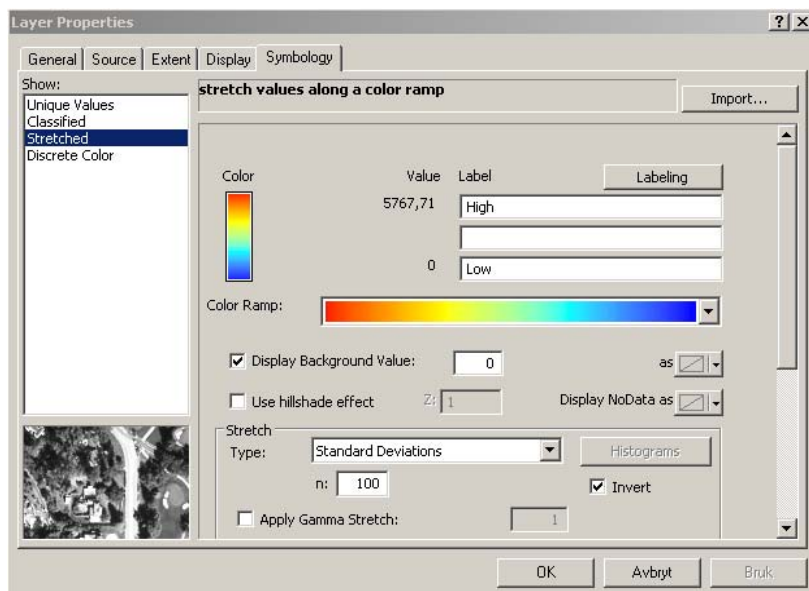 Layer Properties
General Source Extent Display Symbology
Show:
Unique Values
Classified
Stretched
Discrete Color
stretch values along a color ramp
Import...
Color Value Label Labeling
5767,71 High
0 Low
Color Ramp:
Display Background Value: 0 as
Use hillshade effect Z: 1 Display NoData as
Stretch
Type: Standard Deviations Histograms
n: 100 Invert
Apply Gamma Stretch: 1
OK Avbryt Bruk